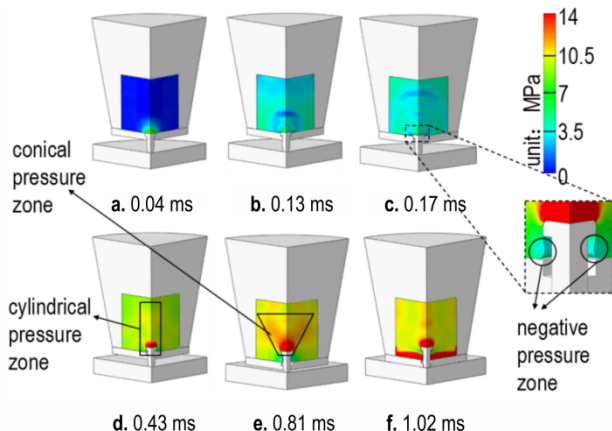 14
10.5
7
3.5
0
unit: MPa
conical
pressure
zone
a. 0.04 ms
b. 0.13 ms
c. 0.17 ms
cylindrical
pressure
zone
negative
pressure
zone
d. 0.43 ms
e. 0.81 ms
f. 1.02 ms